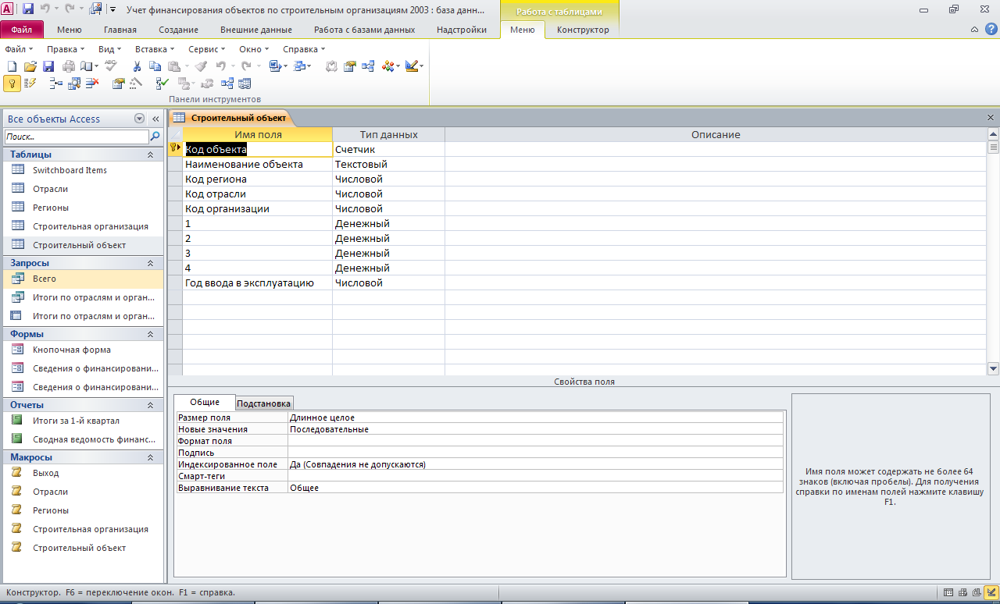 Учет финансирования объектов по строительным организациям 2003 : база данн...
Работа с таблицами
Файл
Меню
Главная
Создание
Внешние данные
Работа с базами данных
Надстройки
Меню
Конструктор
Файл
Правка
Вид
Вставка
Сервис
Окно
Справка
Панели инструментов
Все объекты Access
Поиск...
Таблицы
Switchboard Items
Отрасли
Регионы
Строительная организация
Строительный объект
Запросы
Всего
Итоги по отраслям и орган...
Итоги по отраслям и орган...
Формы
Кнопочная форма
Сведения о финансировани...
Сведения о финансировани...
Отчеты
Итоги за 1-й квартал
Сводная ведомость финанс...
Макросы
Выход
Отрасли
Регионы
Строительная организация
Строительный объект
Строительный объект
Имя поля Тип данных Описание
Код объекта Счетчик
Наименование объекта Текстовый
Код региона Числовой
Код отрасли Числовой
Код организации Числовой
1 Денежный
2 Денежный
3 Денежный
4 Денежный
Год ввода в эксплуатацию Числовой
Свойства поля
Общие Подстановка
Размер поля Длинное целое
Новые значения Последовательные
Формат поля
Подпись
Индексированное поле Да (Совпадения не допускаются)
Смарт-теги
Выравнивание текста Общее
Имя поля может содержать не более 64
знаков (включая пробелы). Для получения
справки по именам полей нажмите клавишу
F1.
Конструктор. F6 = переключение окон. F1 = справка.